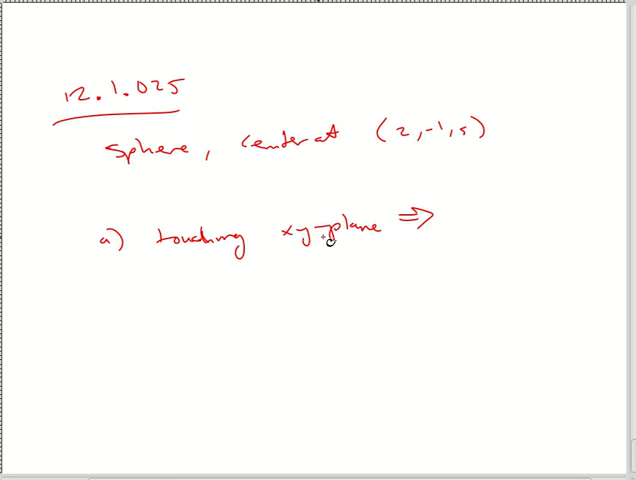 12.1.025
sphere, center at (2,-1,5)
a) touching xy-plane ⇒